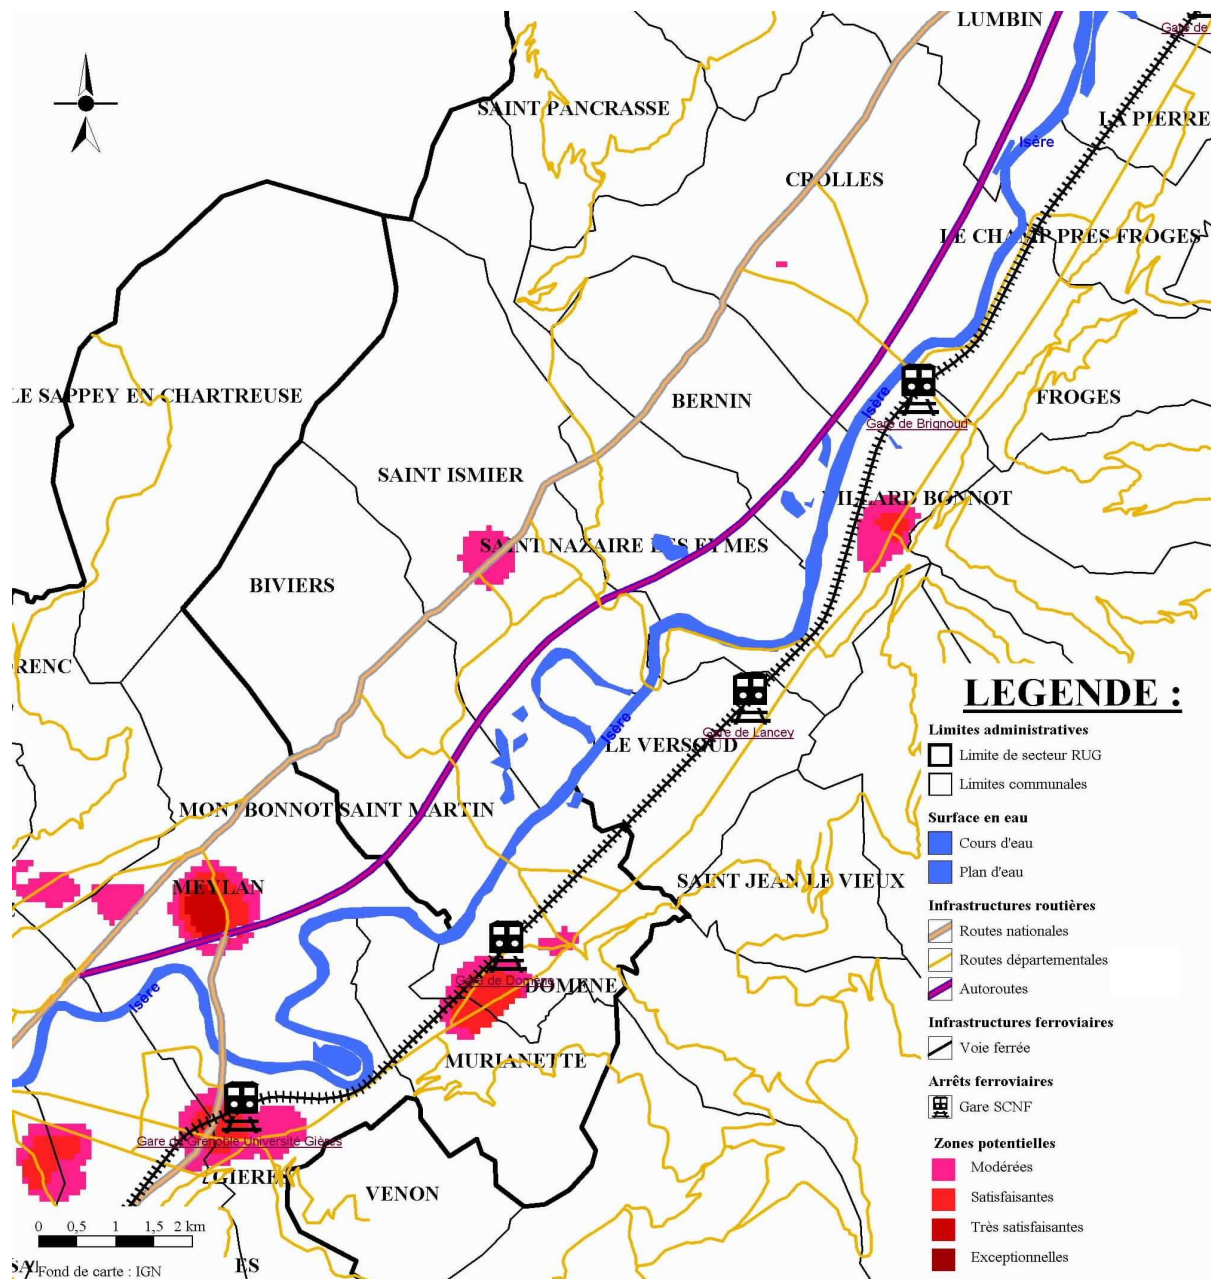 LUMBIN
Gare de
SAINT PANCRASSE
LA PIERRE
Isère
CROLLES
LE CHAMP PRES FROGES
LE SAPPEY EN CHARTREUSE
BERNIN
Isère
FROGES
Gare de Brignoud
SAINT ISMIER
VILLARD BONNOT
SAINT NAZAIRE LES EYMES
BIVIERS
ORENC
LEGENDE :
Limites administratives
Limite de secteur RUG
Limites communales
Surface en eau
Cours d'eau
Plan d'eau
Infrastructures routières
Routes nationales
Routes départementales
Autoroutes
Infrastructures ferroviaires
Voie ferrée
Arrêts ferroviaires
Gare SCNF
Zones potentielles
Modérées
Satisfaisantes
Très satisfaisantes
Exceptionnelles
Isère
Gare de Lancey
LE VERSOUD
MONTBONNOT SAINT MARTIN
MEYLAN
SAINT JEAN LE VIEUX
Gare de Domène
DOMENE
Isère
MURIANETTE
Gare de Grenoble Université Gières
GIERES
VENON
0 0,5 1 1,5 2 km
ES
Fond de carte : IGN